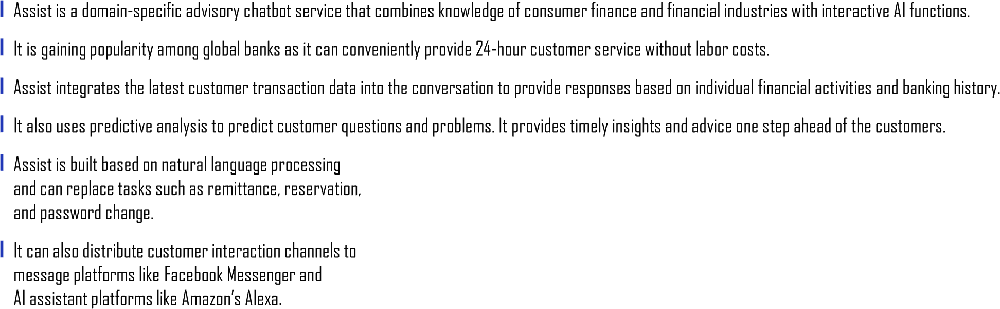 Assist is a domain-specific advisory chatbot service that combines knowledge of consumer finance and financial industries with interactive AI functions.
It is gaining popularity among global banks as it can conveniently provide 24-hour customer service without labor costs.
Assist integrates the latest customer transaction data into the conversation to provide responses based on individual financial activities and banking history.
It also uses predictive analysis to predict customer questions and problems. It provides timely insights and advice one step ahead of the customers.
Assist is built based on natural language processing
and can replace tasks such as remittance, reservation,
and password change.
It can also distribute customer interaction channels to
message platforms like Facebook Messenger and
AI assistant platforms like Amazon's Alexa.